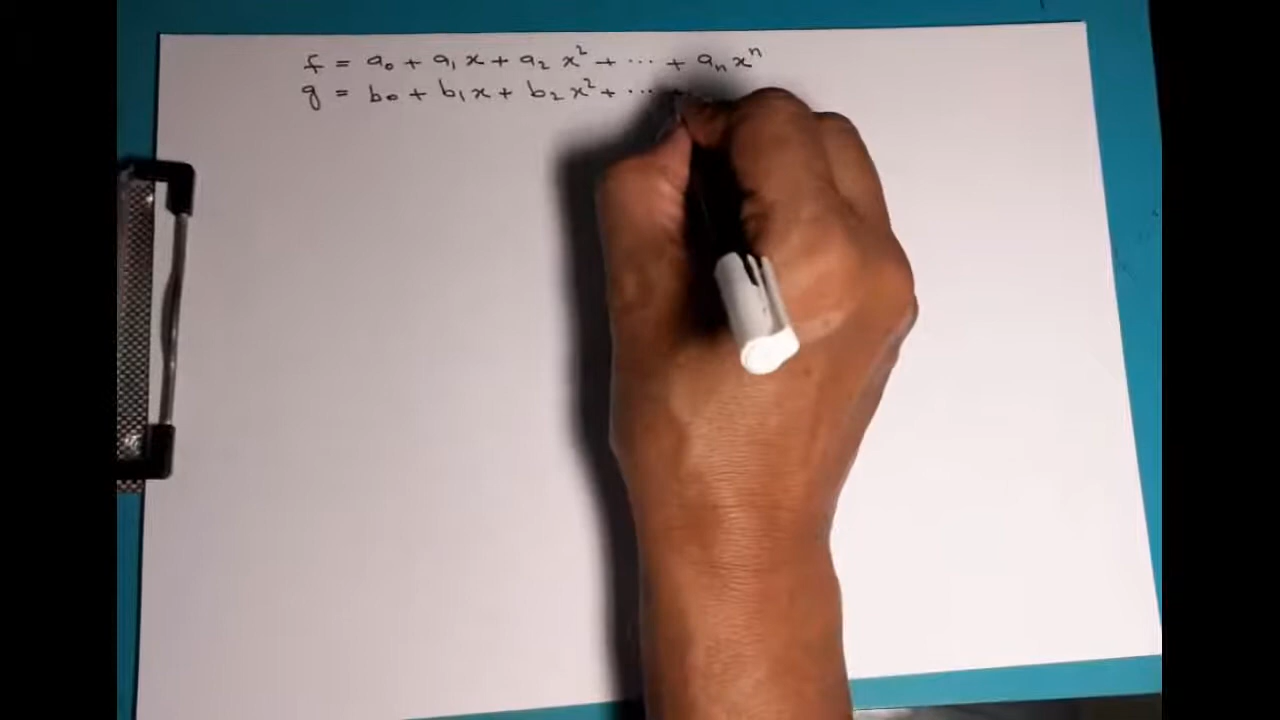 f = a₀ + a₁x + a₂x² + ··· + aₙxⁿ
g = b₀ + b₁x + b₂x² + ··· +